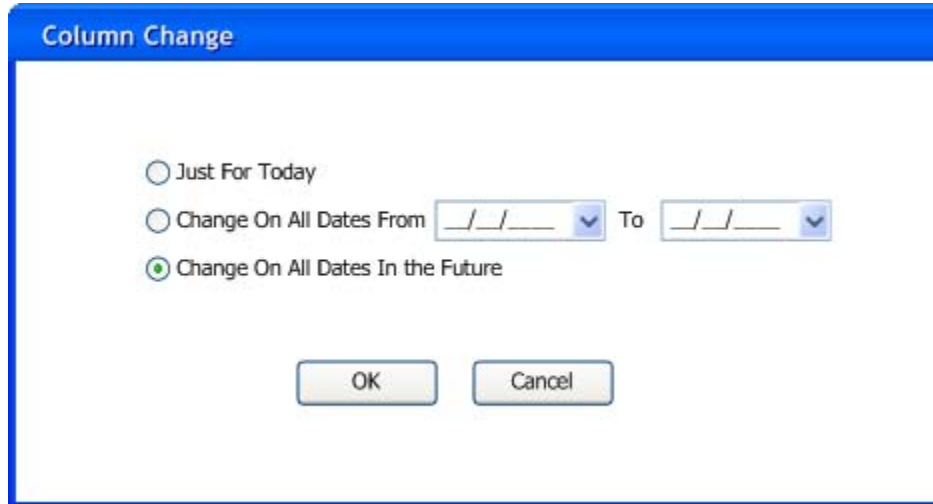 Column Change
Just For Today
Change On All Dates From __/__/____ To __/__/____
Change On All Dates In the Future
OK Cancel